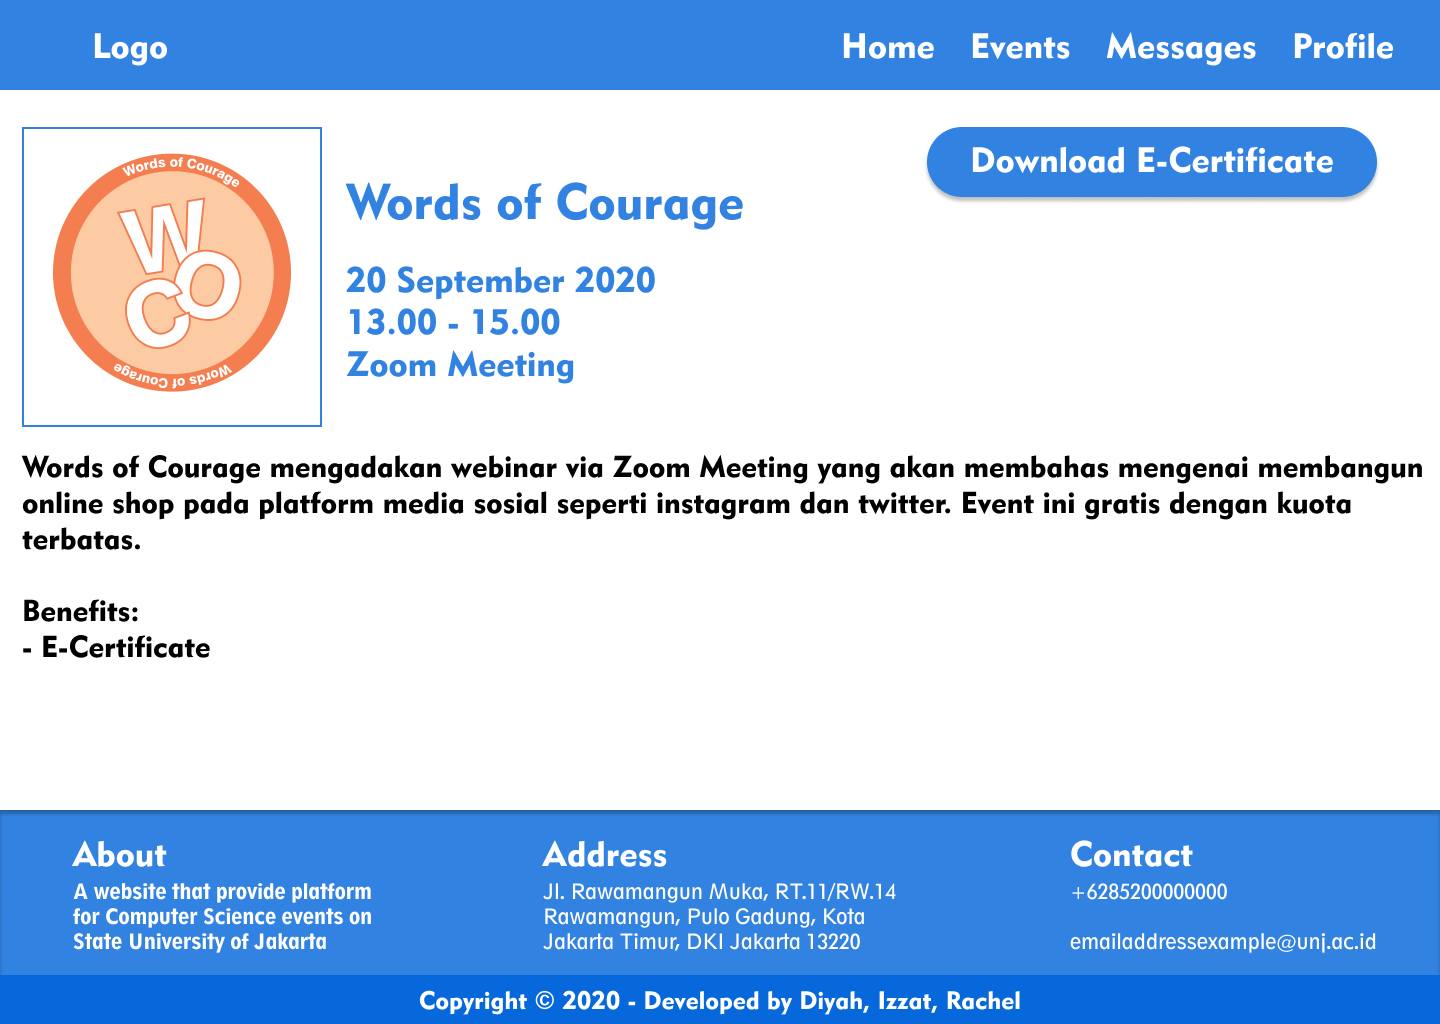 Logo
Home Events Messages Profile
Words of Courage
W
O
C
Words of Courage
Words of Courage
20 September 2020
13.00 - 15.00
Zoom Meeting
Download E-Certificate
Words of Courage mengadakan webinar via Zoom Meeting yang akan membahas mengenai membangun
online shop pada platform media sosial seperti instagram dan twitter. Event ini gratis dengan kuota
terbatas.
Benefits:
- E-Certificate
About
A website that provide platform
for Computer Science events on
State University of Jakarta
Address
Jl. Rawamangun Muka, RT.11/RW.14
Rawamangun, Pulo Gadung, Kota
Jakarta Timur, DKI Jakarta 13220
Contact
+6285200000000
emailaddressexample@unj.ac.id
Copyright © 2020 - Developed by Diyah, Izzat, Rachel